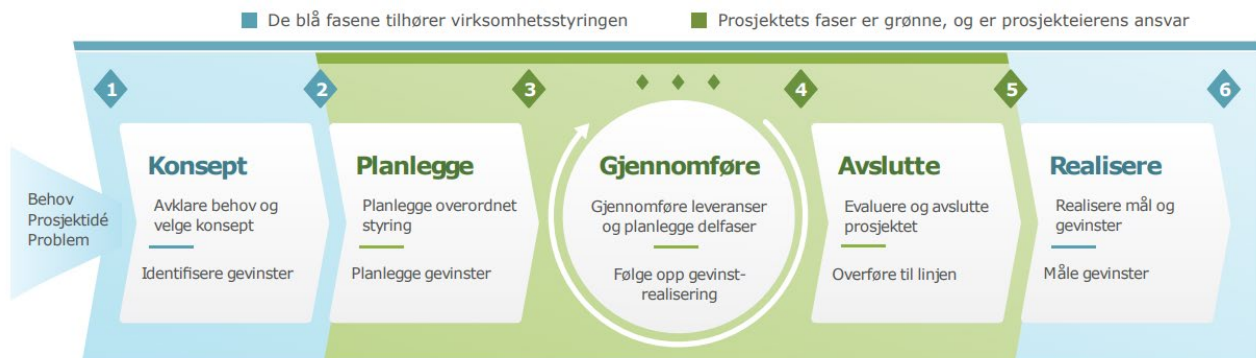 De blå fasene tilhører virksomhetsstyringen
Prosjektets faser er grønne, og er prosjekteierens ansvar
1
2
3
4
5
6
Behov
Prosjektidé
Problem
Konsept
Avklare behov og
velge konsept
Identifisere gevinster
Planlegge
Planlegge overordnet
styring
Planlegge gevinster
Gjennomføre
Gjennomføre leveranser
og planlegge delfaser
Følge opp gevinst-
realisering
Avslutte
Evaluere og avslutte
prosjektet
Overføre til linjen
Realisere
Realisere mål og
gevinster
Måle gevinster